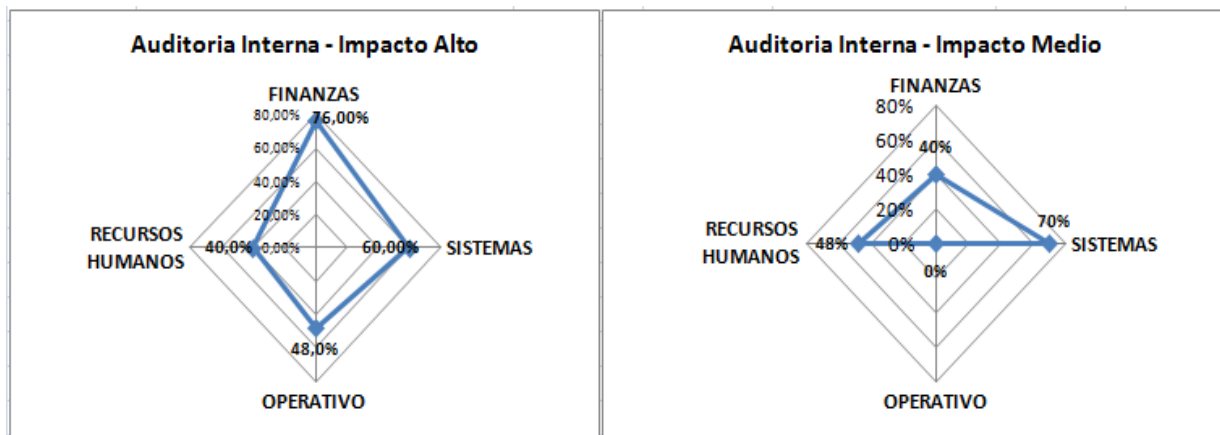 Auditoria Interna - Impacto Alto
FINANZAS
80,00%
76,00%
60,00%
40,00%
20,00%
0,00%
RECURSOS
HUMANOS
40,0%
60,00%
SISTEMAS
48,0%
OPERATIVO
Auditoria Interna - Impacto Medio
FINANZAS
80%
60%
40%
40%
20%
0%
RECURSOS
HUMANOS
48%
70%
SISTEMAS
0%
OPERATIVO